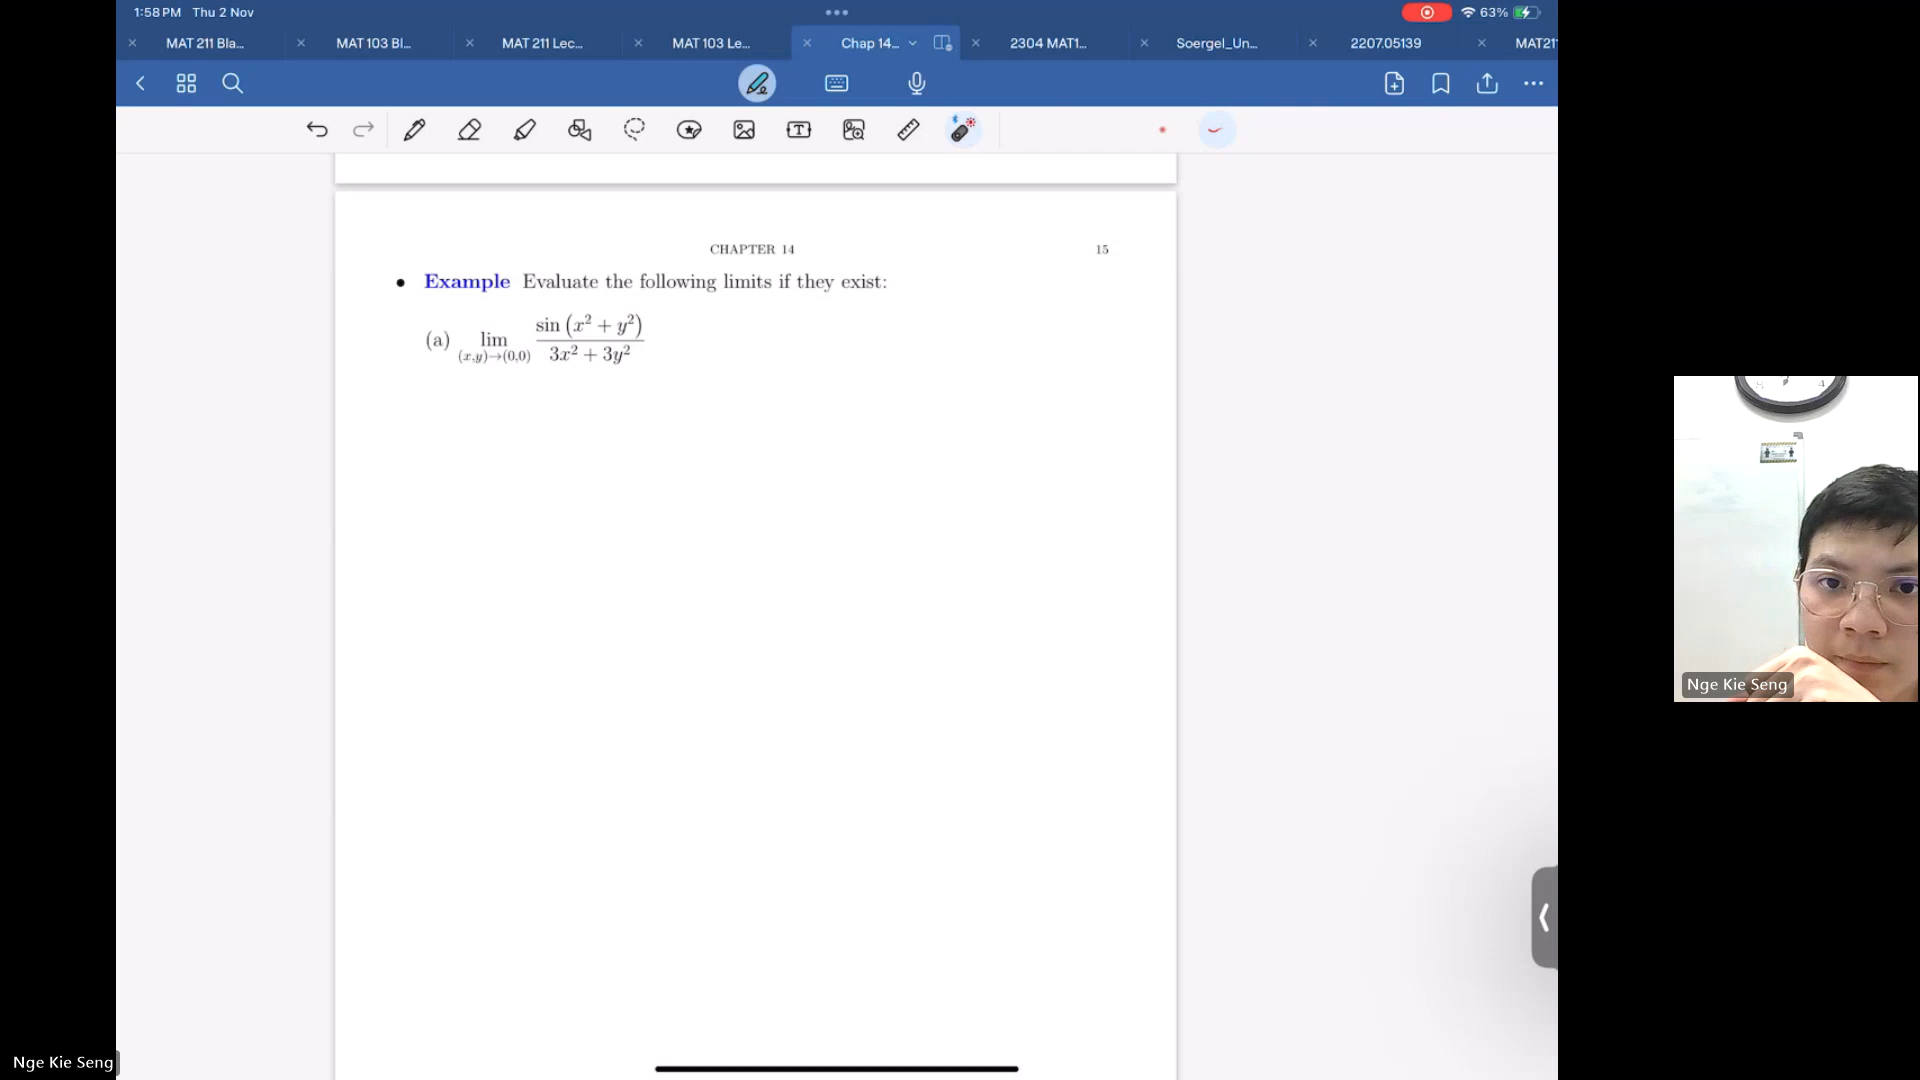 1:58 PM Thu 2 Nov
63%
MAT 211 Bla...
MAT 103 Bl...
MAT 211 Lec...
MAT 103 Le...
Chap 14...
2304 MAT1...
Soergel_Un...
2207.05139
MAT21
CHAPTER 14
15
• Example Evaluate the following limits if they exist:
(a) lim (x,y)→(0,0) sin (x² + y²) / 3x² + 3y²
Nge Kie Seng
Nge Kie Seng